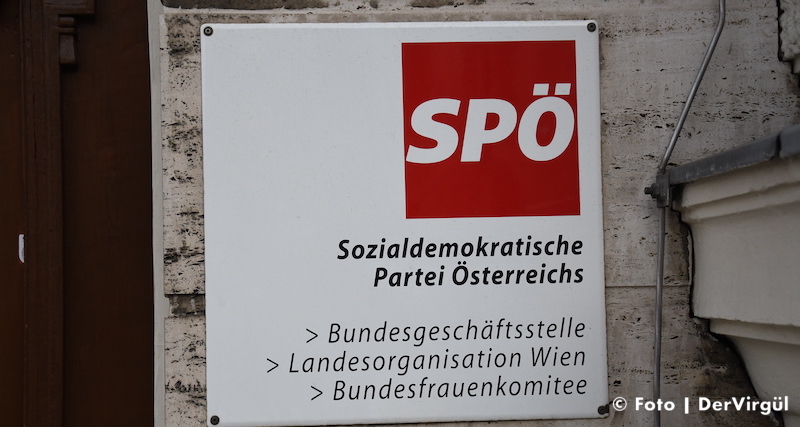 SPÖ
Sozialdemokratische
Partei Österreichs
> Bundesgeschäftsstelle
> Landesorganisation Wien
> Bundesfrauenkomitee
© Foto | DerVirgül